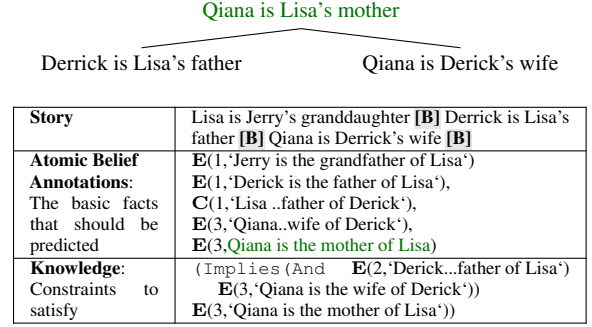 Qiana is Lisa's mother
Derrick is Lisa's father
Qiana is Derick's wife
Story
Lisa is Jerry's granddaughter [B] Derrick is Lisa's
father [B] Qiana is Derrick's wife [B]
Atomic Belief
Annotations:
The basic facts
that should be
predicted
E(1,‘Jerry is the grandfather of Lisa‘)
E(1,‘Derick is the father of Lisa‘),
C(1,‘Lisa ..father of Derick‘),
E(3,‘Qiana..wife of Derick‘),
E(3,Qiana is the mother of Lisa)
Knowledge:
Constraints to
satisfy
(Implies(And E(2,‘Derick...father of Lisa‘)
E(3,‘Qiana is the wife of Derick‘))
E(3,‘Qiana is the mother of Lisa‘))